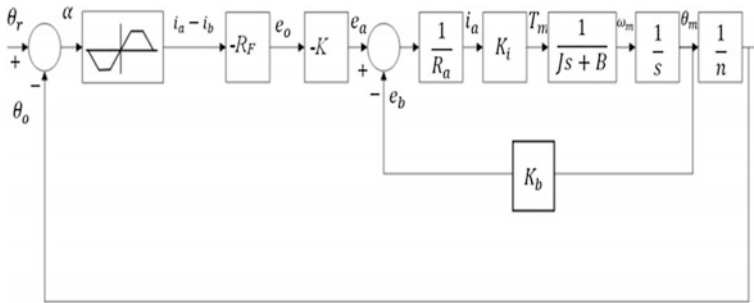 θr α ia − ib eo ea ia Tm ωm θm
-RF -K 1/Ra Ki 1/(Js + B) 1/s 1/n
+ − + −
θo eb
Kb